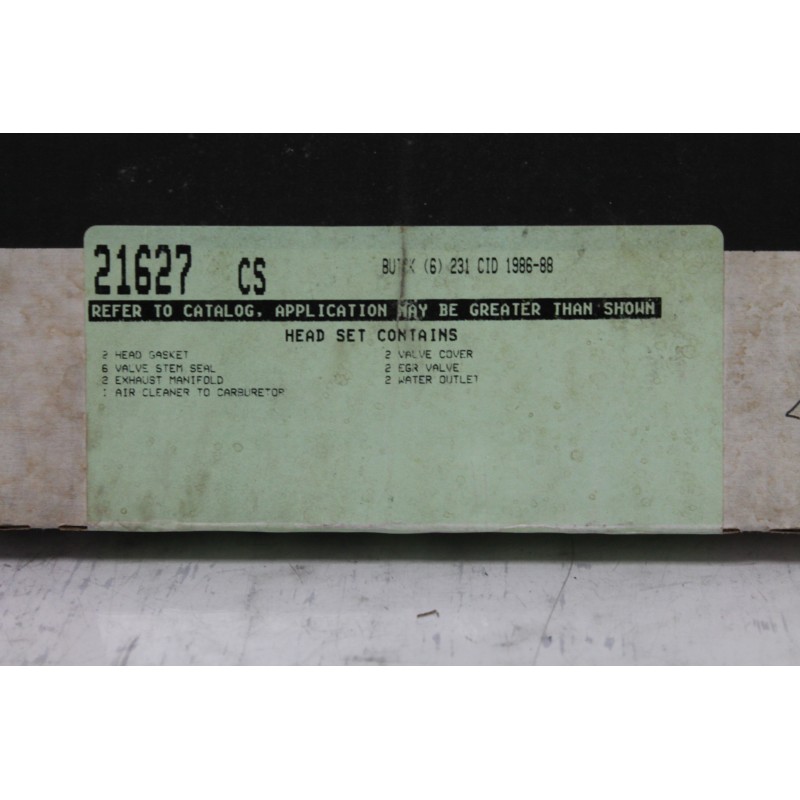 21627 CS BUICK (6) 231 CID 1986-88
REFER TO CATALOG, APPLICATION MAY BE GREATER THAN SHOWN
HEAD SET CONTAINS
2 HEAD GASKET 2 VALVE COVER
6 VALVE STEM SEAL 2 EGR VALVE
2 EXHAUST MANIFOLD 2 WATER OUTLET
1 AIR CLEANER TO CARBURETOR